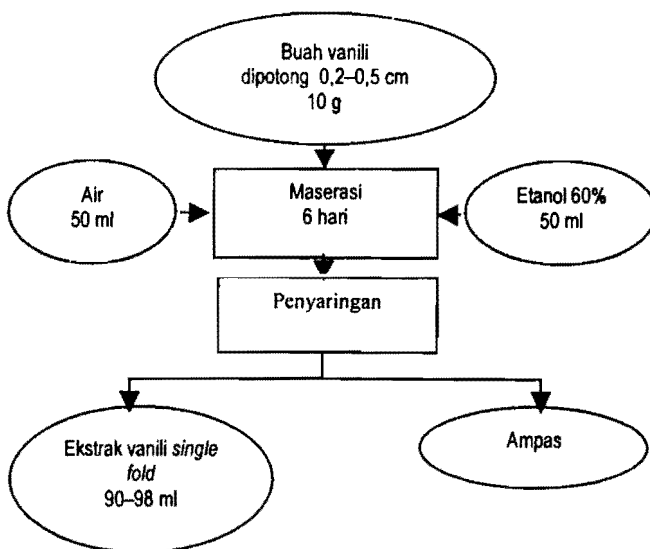 Buah vanili
dipotong 0,2–0,5 cm
10 g
Air
50 ml
Maserasi
6 hari
Etanol 60%
50 ml
Penyaringan
Ekstrak vanili single
fold
90–98 ml
Ampas